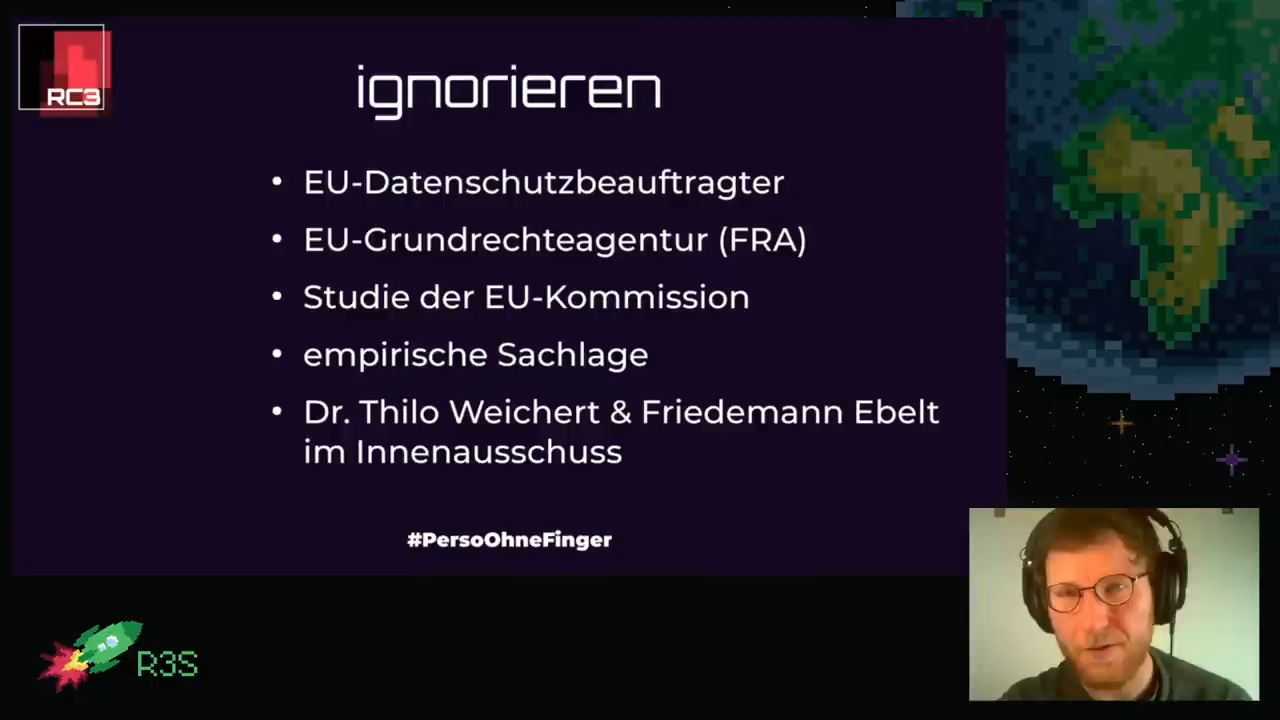 RC3
ignorieren
• EU-Datenschutzbeauftragter
• EU-Grundrechteagentur (FRA)
• Studie der EU-Kommission
• empirische Sachlage
• Dr. Thilo Weichert & Friedemann Ebelt
im Innenausschuss
#PersoOhneFinger
R3S